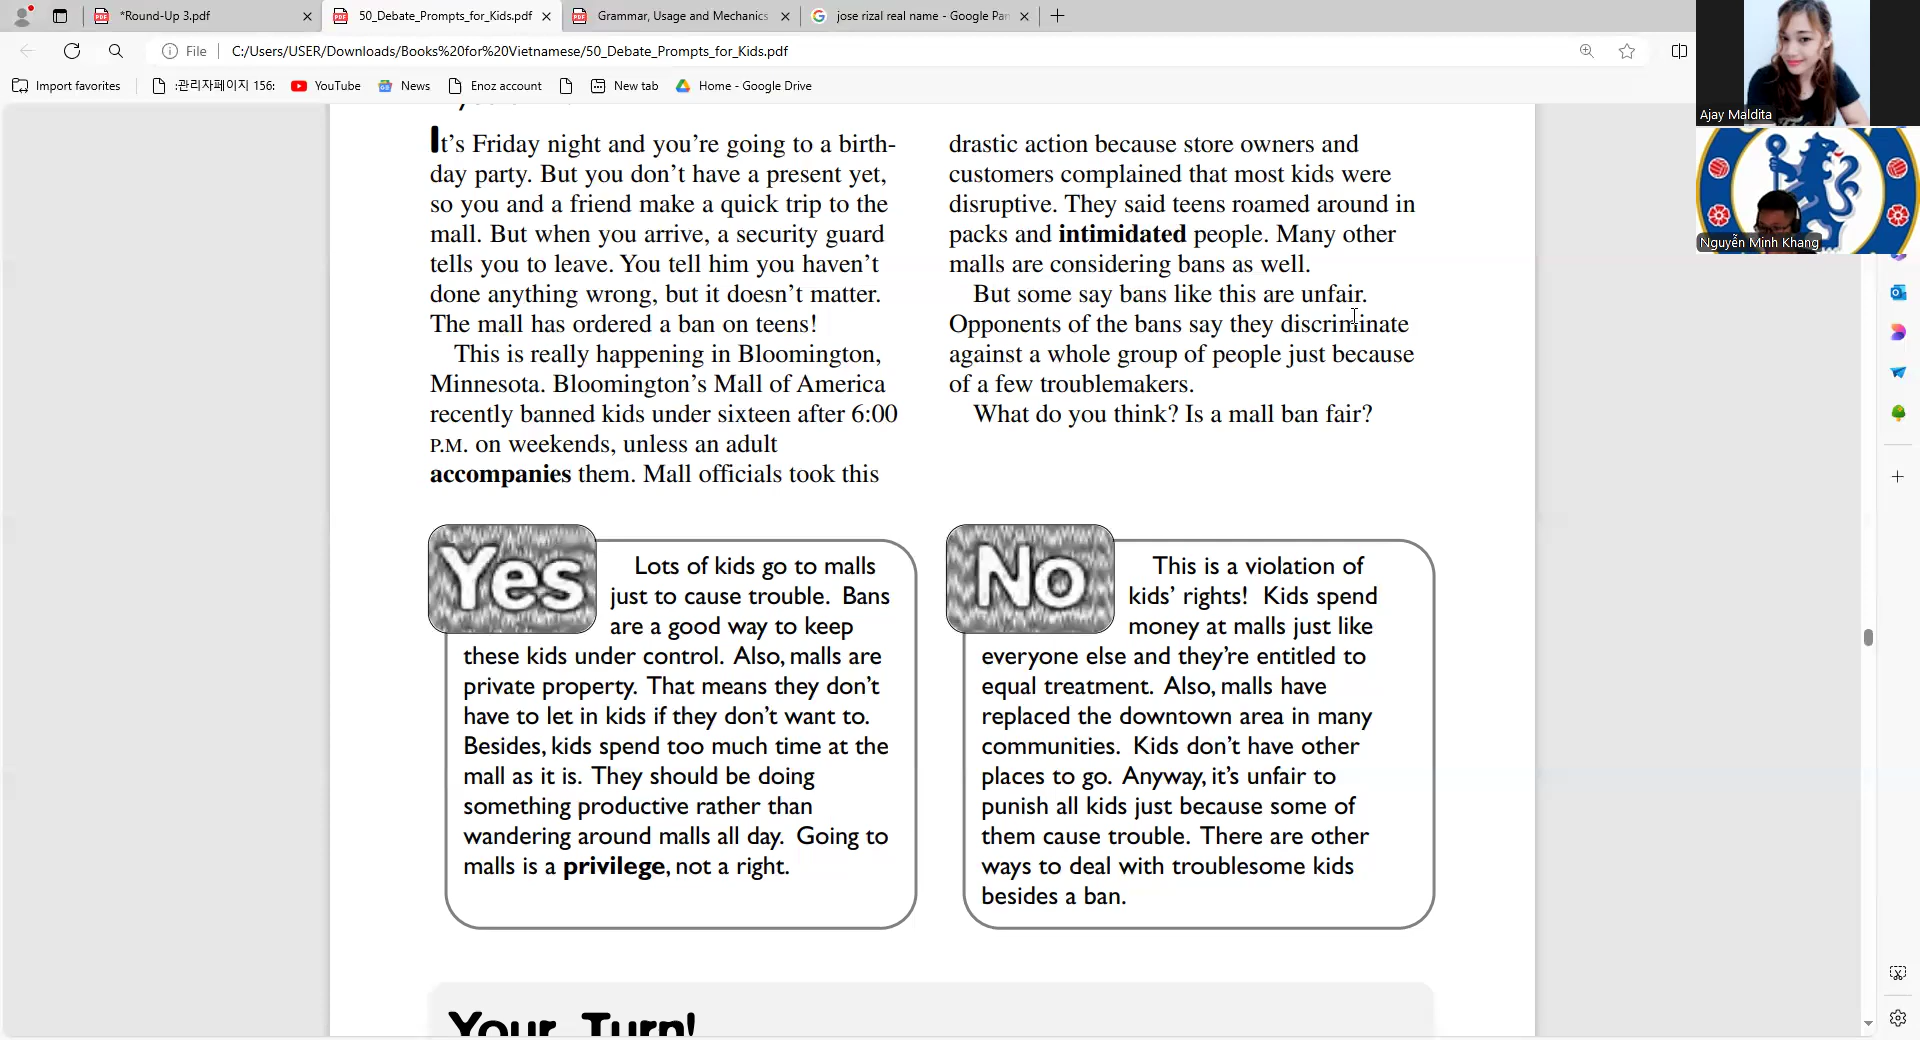 *Round-Up 3.pdf
50_Debate_Prompts_for_Kids.pdf
Grammar, Usage and Mechanics
jose rizal real name - Google
File
C:/Users/USER/Downloads/Books%20for%20Vietnamese/50_Debate_Prompts_for_Kids.pdf
Import favorites
:관리자페이지 156:
YouTube
News
Enoz account
New tab
Home - Google Drive
Ajay Maldita
Nguyễn Minh Khang
It's Friday night and you're going to a birth-
day party. But you don't have a present yet,
so you and a friend make a quick trip to the
mall. But when you arrive, a security guard
tells you to leave. You tell him you haven't
done anything wrong, but it doesn't matter.
The mall has ordered a ban on teens!
This is really happening in Bloomington,
Minnesota. Bloomington's Mall of America
recently banned kids under sixteen after 6:00
P.M. on weekends, unless an adult
accompanies them. Mall officials took this
drastic action because store owners and
customers complained that most kids were
disruptive. They said teens roamed around in
packs and intimidated people. Many other
malls are considering bans as well.
But some say bans like this are unfair.
Opponents of the bans say they discriminate
against a whole group of people just because
of a few troublemakers.
What do you think? Is a mall ban fair?
Yes
Lots of kids go to malls
just to cause trouble. Bans
are a good way to keep
these kids under control. Also, malls are
private property. That means they don't
have to let in kids if they don't want to.
Besides, kids spend too much time at the
mall as it is. They should be doing
something productive rather than
wandering around malls all day. Going to
malls is a privilege, not a right.
No
This is a violation of
kids' rights! Kids spend
money at malls just like
everyone else and they're entitled to
equal treatment. Also, malls have
replaced the downtown area in many
communities. Kids don't have other
places to go. Anyway, it's unfair to
punish all kids just because some of
them cause trouble. There are other
ways to deal with troublesome kids
besides a ban.
Your Turn!